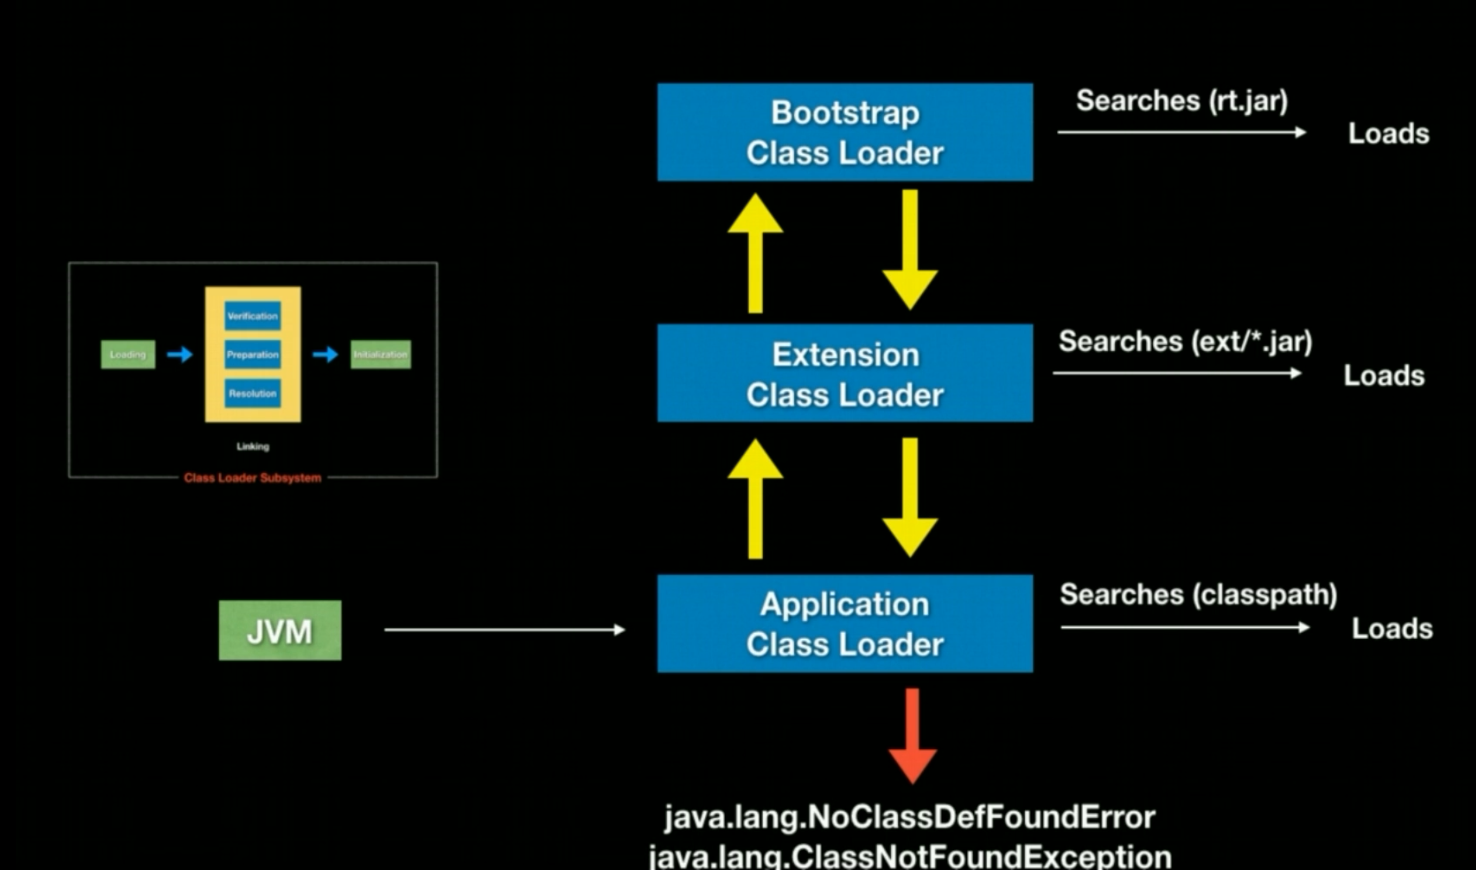 Bootstrap
Class Loader
Searches (rt.jar)
Loads
Verification
Loading
Preparation
Initialization
Resolution
Linking
Class Loader Subsystem
Extension
Class Loader
Searches (ext/*.jar)
Loads
JVM
Application
Class Loader
Searches (classpath)
Loads
java.lang.NoClassDefFoundError
java.lang.ClassNotFoundException